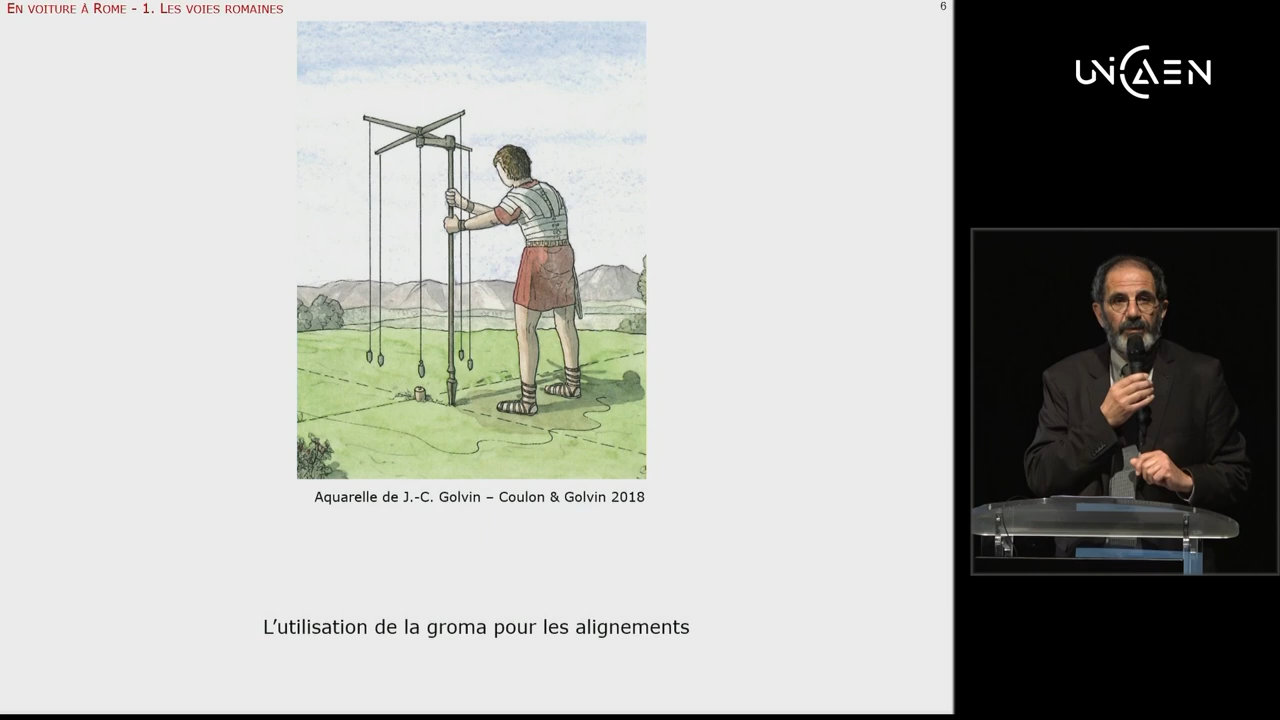 EN VOITURE À ROME - 1. LES VOIES ROMAINES
6
UNICAEN
Aquarelle de J.-C. Golvin – Coulon & Golvin 2018
L'utilisation de la groma pour les alignements